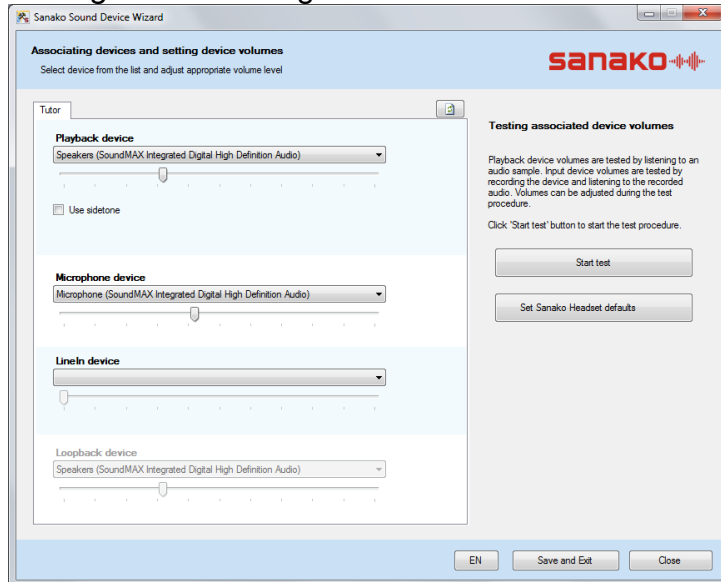 Sanako Sound Device Wizard
Associating devices and setting device volumes
Select device from the list and adjust appropriate volume level
sanako
Tutor
Playback device
Speakers (SoundMAX Integrated Digital High Definition Audio)
Use sidetone
Microphone device
Microphone (SoundMAX Integrated Digital High Definition Audio)
LineIn device
Loopback device
Speakers (SoundMAX Integrated Digital High Definition Audio)
Testing associated device volumes
Playback device volumes are tested by listening to an
audio sample. Input device volumes are tested by
recording the device and listening to the recorded
audio. Volumes can be adjusted during the test
procedure.
Click 'Start test' button to start the test procedure.
Start test
Set Sanako Headset defaults
EN
Save and Exit
Close